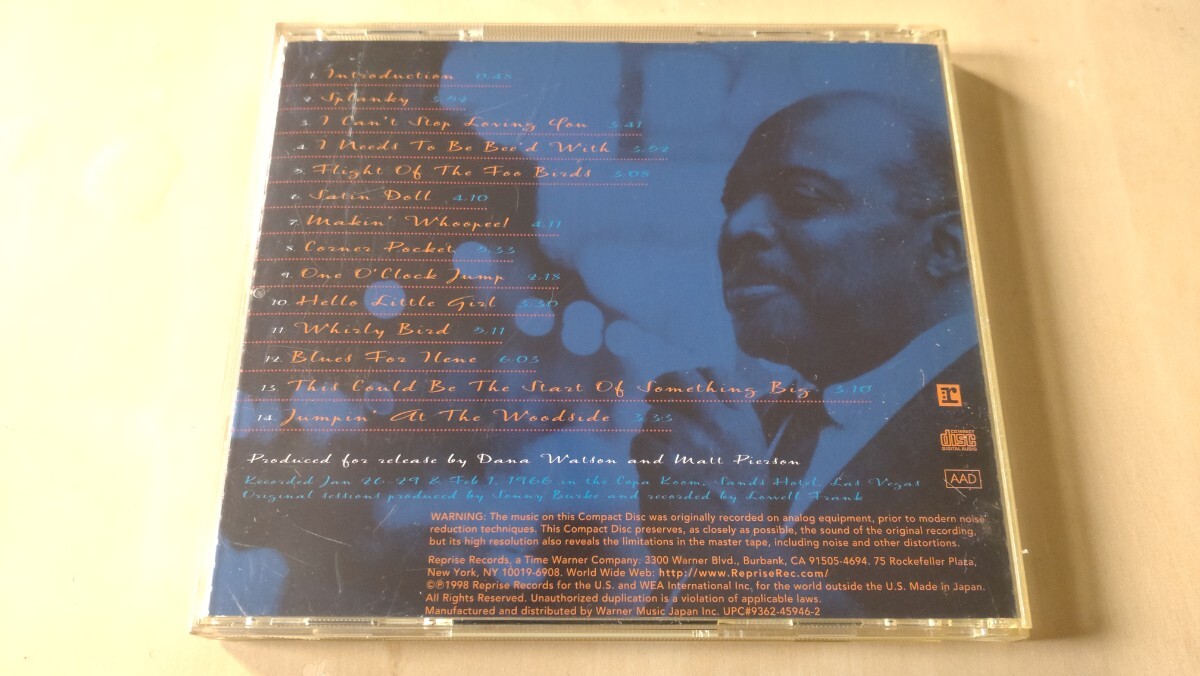 1. Introduction 0:48
2. Splanky 3:59
3. I Can't Stop Loving You 3:41
4. I Needs To Be Bee'd With 3:52
5. Flight Of The Foo Birds 3:08
6. Satin Doll 4:10
7. Makin' Whoopee! 4:11
8. Corner Pocket 5:33
9. One O'Clock Jump 2:18
10. Hello Little Girl 3:30
11. Whirly Bird 5:11
12. Blues For Ilene 6:03
13. This Could Be The Start Of Something Big 3:10
14. Jumpin' At The Woodside 3:33
Produced for release by Dana Watson and Matt Pierson
Recorded Jan 26-29 & Feb 1, 1966 in the Copa Room, Sands Hotel, Las Vegas
Original sessions produced by Sonny Burke and recorded by Lowell Frank
COMPACT
disc
DIGITAL AUDIO
AAD
WARNING: The music on this Compact Disc was originally recorded on analog equipment, prior to modern noise
reduction techniques. This Compact Disc preserves, as closely as possible, the sound of the original recording,
but its high resolution also reveals the limitations in the master tape, including noise and other distortions.
Reprise Records, a Time Warner Company: 3300 Warner Blvd., Burbank, CA 91505-4694. 75 Rockefeller Plaza,
New York, NY 10019-6908. World Wide Web: http://www.RepriseRec.com/
©℗1998 Reprise Records for the U.S. and WEA International Inc. for the world outside the U.S. Made in Japan.
All Rights Reserved. Unauthorized duplication is a violation of applicable laws.
Manufactured and distributed by Warner Music Japan Inc. UPC#9362-45946-2